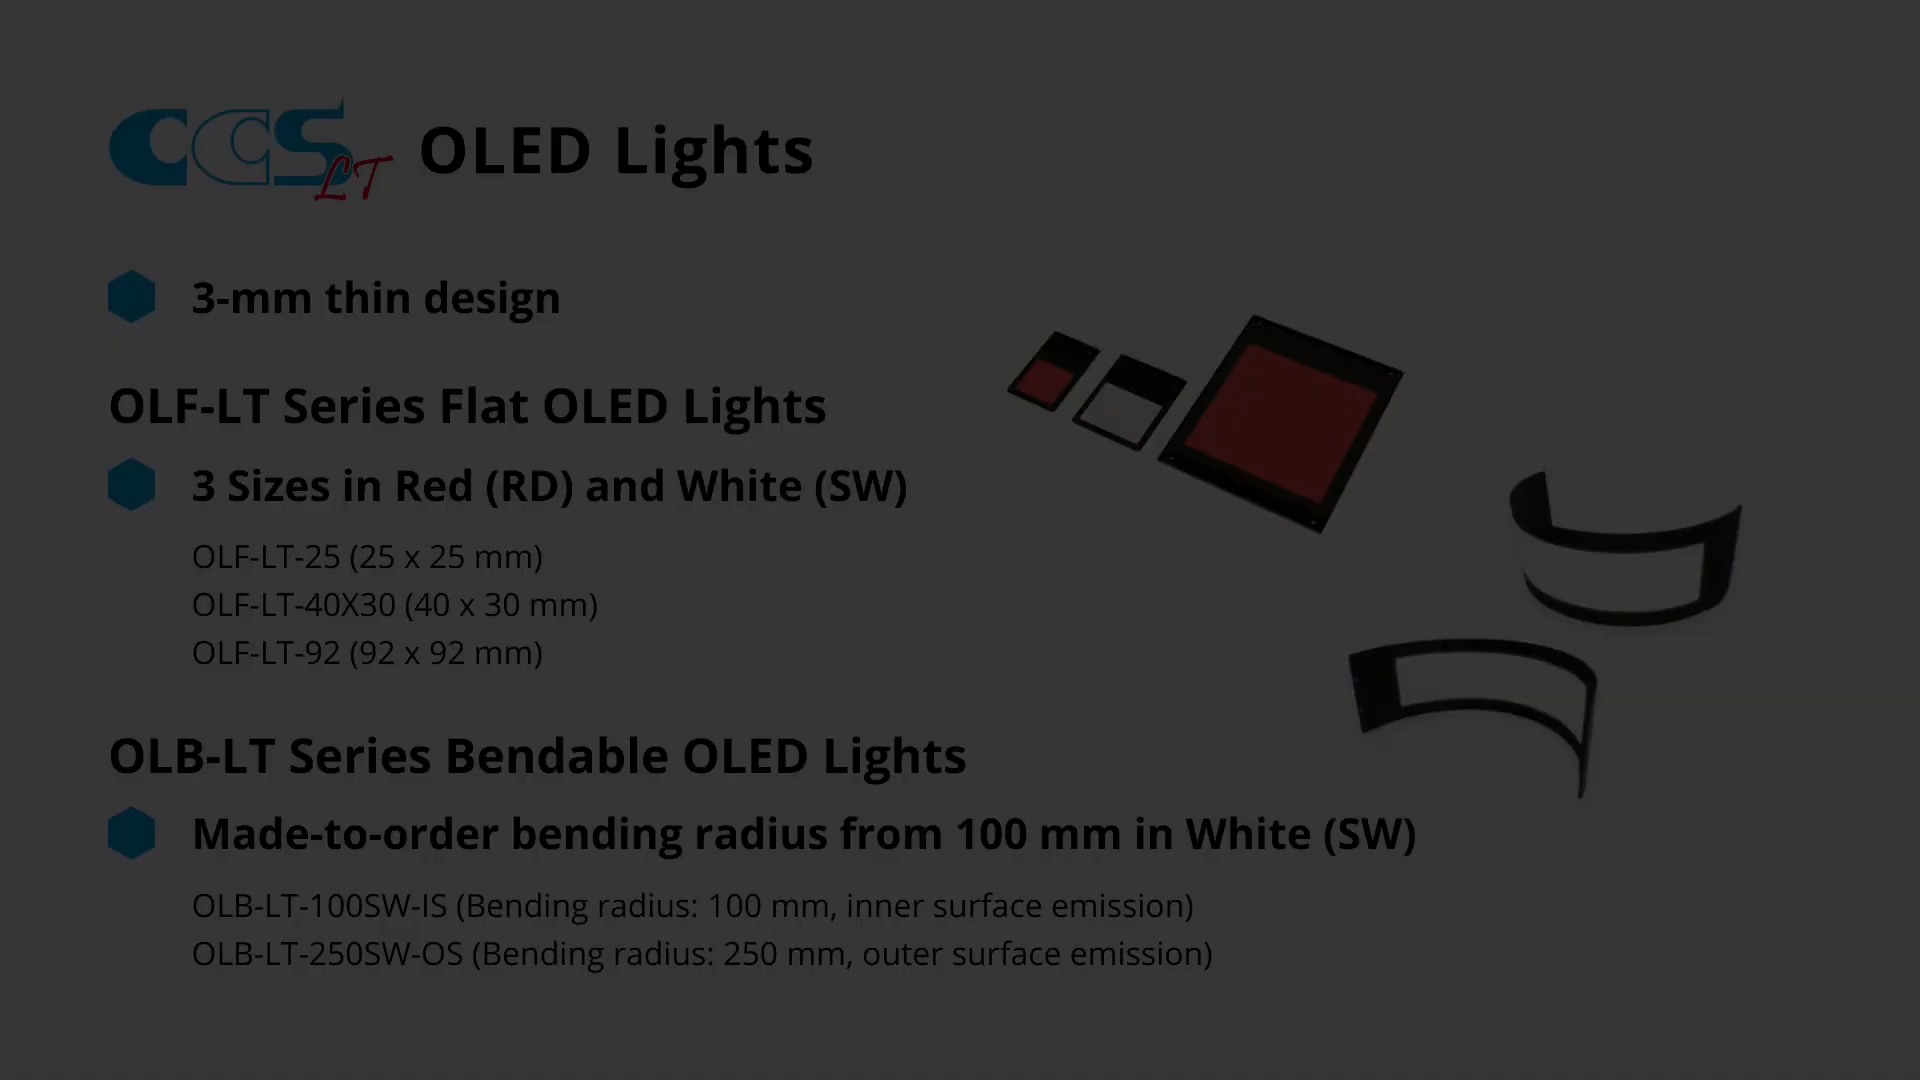 CCS LT OLED Lights
3-mm thin design
OLF-LT Series Flat OLED Lights
3 Sizes in Red (RD) and White (SW)
OLF-LT-25 (25 x 25 mm)
OLF-LT-40X30 (40 x 30 mm)
OLF-LT-92 (92 x 92 mm)
OLB-LT Series Bendable OLED Lights
Made-to-order bending radius from 100 mm in White (SW)
OLB-LT-100SW-IS (Bending radius: 100 mm, inner surface emission)
OLB-LT-250SW-OS (Bending radius: 250 mm, outer surface emission)